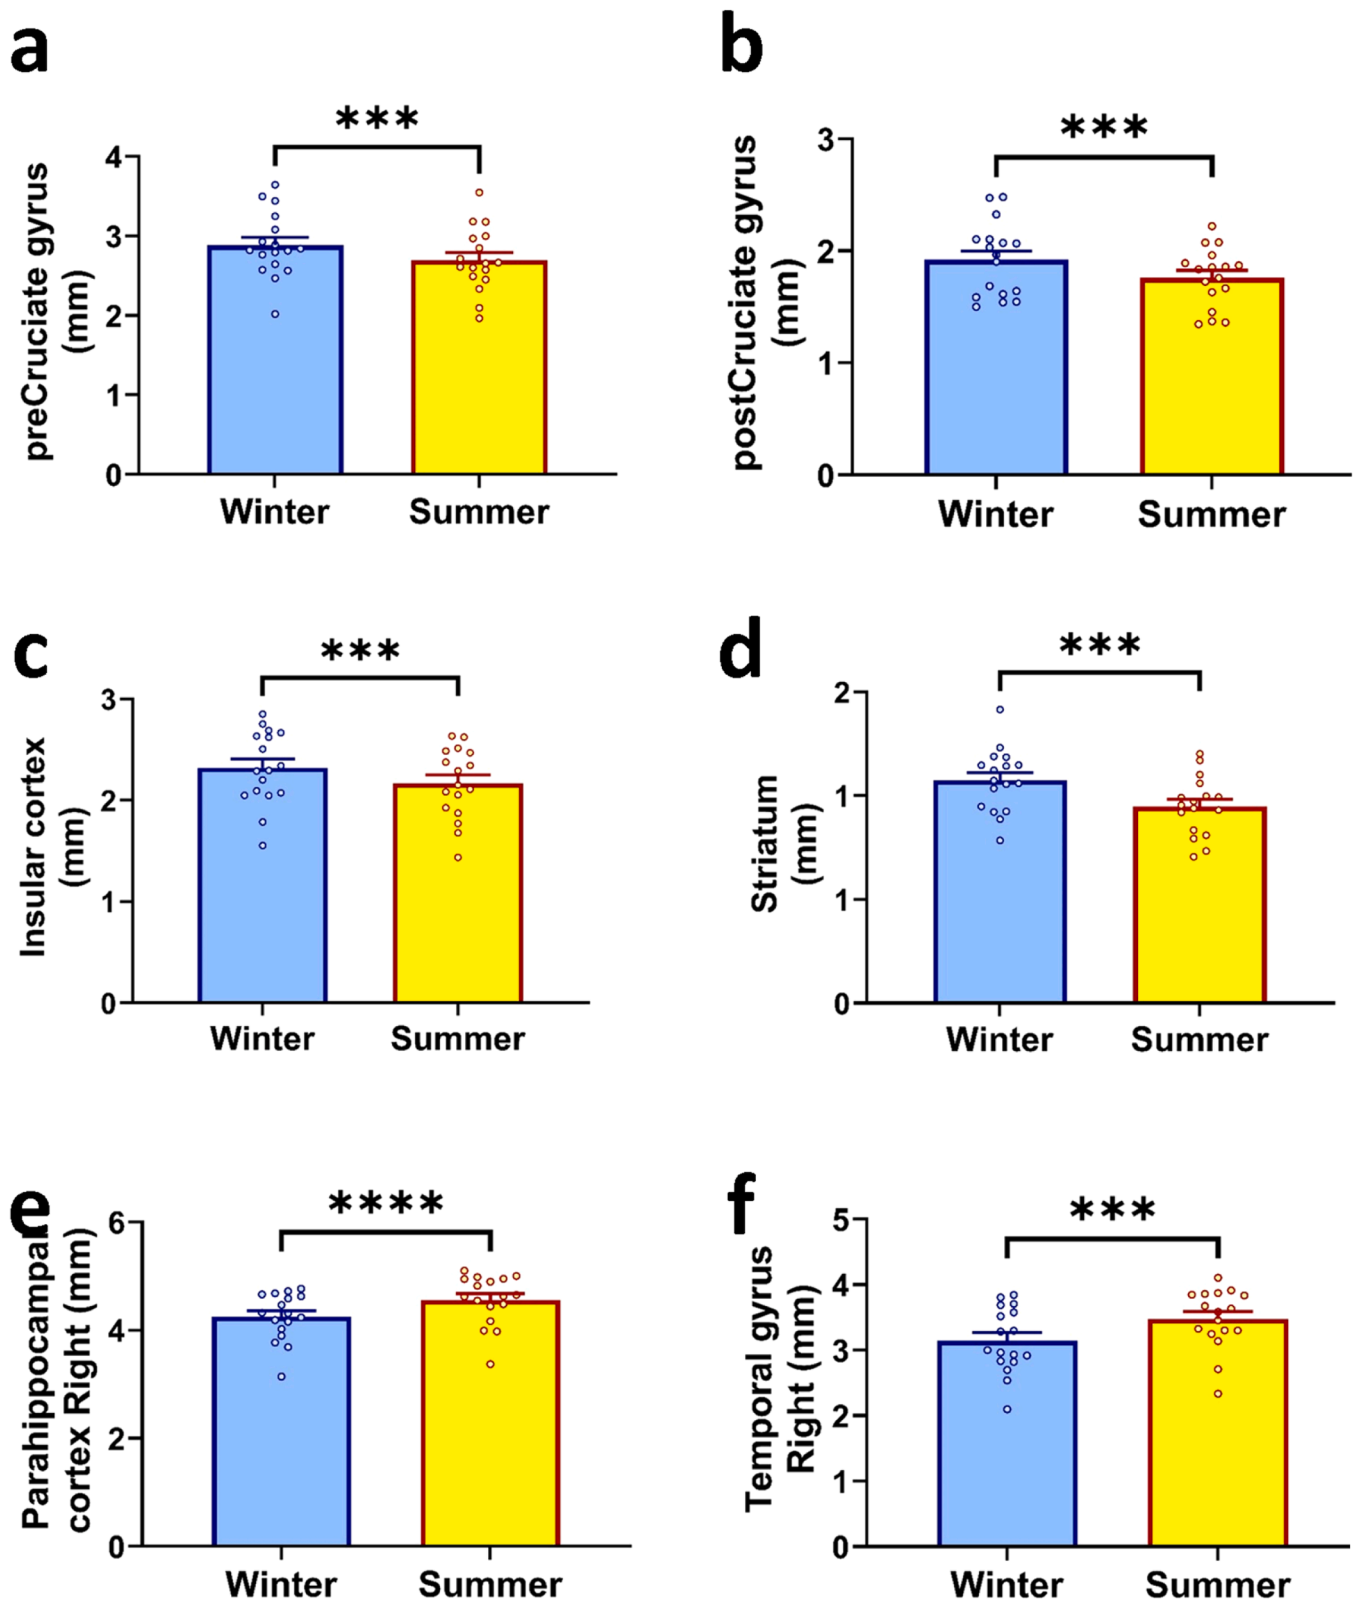 a
***
preCruciate gyrus
(mm)
4
3
2
1
0
Winter
Summer
b
***
postCruciate gyrus
(mm)
3
2
1
0
Winter
Summer
c
***
Insular cortex
(mm)
3
2
1
0
Winter
Summer
d
***
Striatum
(mm)
2
1
1
0
Winter
Summer
e
****
Parahippocampal
cortex Right (mm)
6
4
2
0
Winter
Summer
f
***
Temporal gyrus
Right (mm)
5
4
3
2
1
0
Winter
Summer